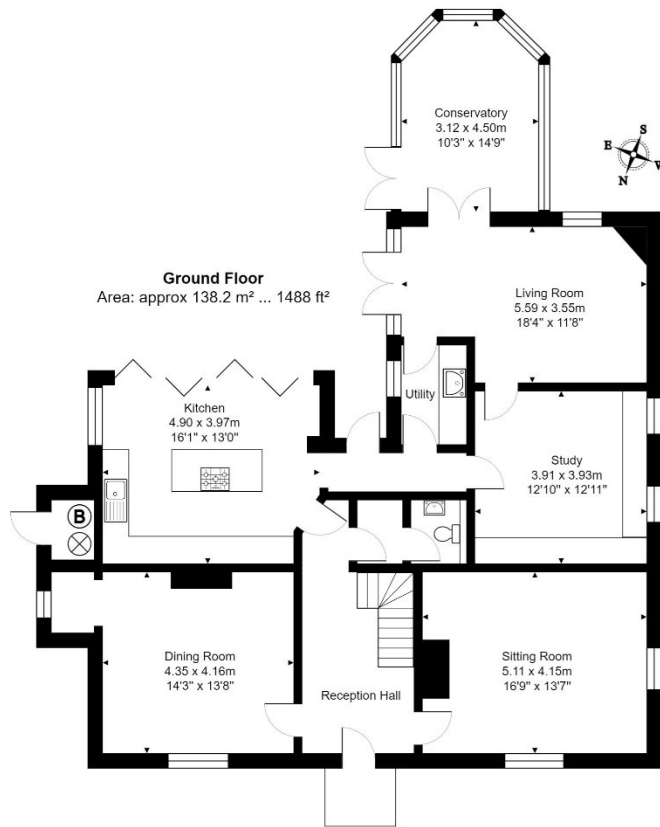 Conservatory
3.12 x 4.50m
10'3" x 14'9"
S
E
W
N
Ground Floor
Area: approx 138.2 m² ... 1488 ft²
Living Room
5.59 x 3.55m
18'4" x 11'8"
Kitchen
4.90 x 3.97m
16'1" x 13'0"
Utility
Study
3.91 x 3.93m
12'10" x 12'11"
B
Dining Room
4.35 x 4.16m
14'3" x 13'8"
Sitting Room
5.11 x 4.15m
16'9" x 13'7"
Reception Hall